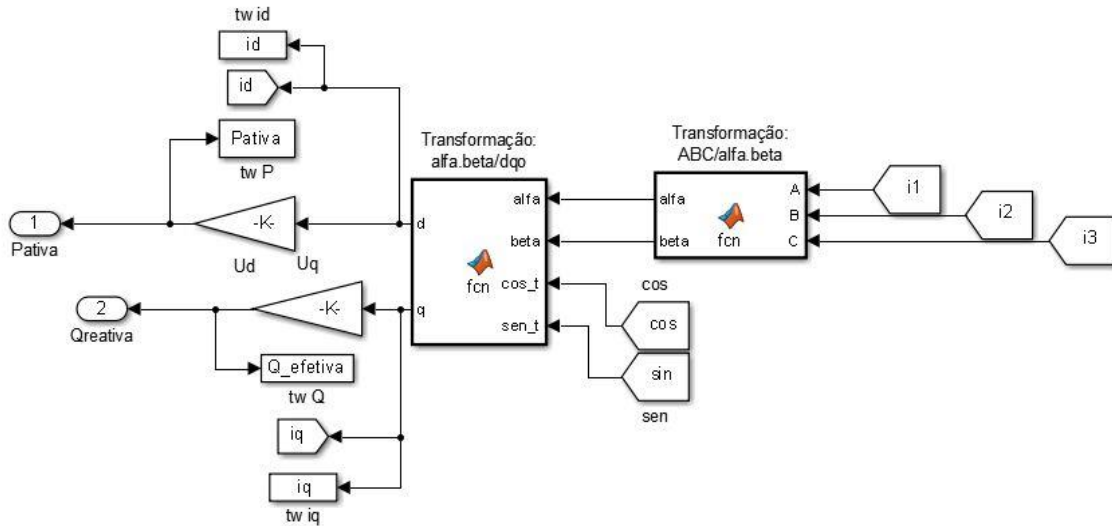 tw id
id
id
Pativa
tw P
1
Pativa
-K-
Ud
Uq
2
Qreativa
-K-
Q_efetiva
tw Q
iq
iq
tw iq
Transformação:
alfa.beta/dqo
d
q
alfa
beta
cos_t
sen_t
fcn
Transformação:
ABC/alfa.beta
alfa
beta
A
B
C
fcn
i1
i2
i3
cos
cos
sin
sen